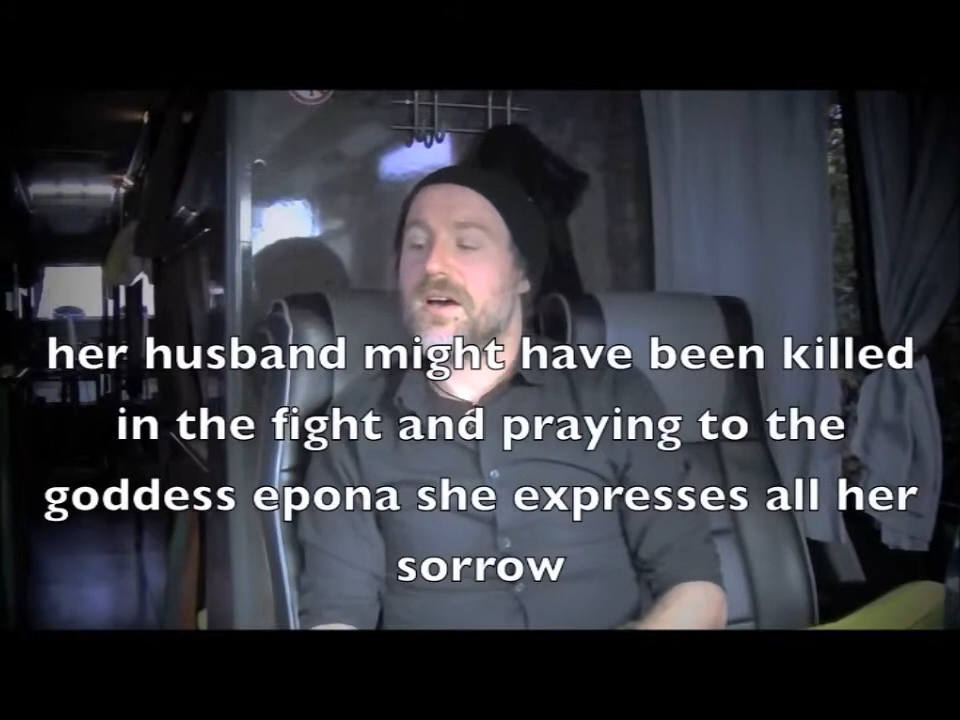 her husband might have been killed
in the fight and praying to the
goddess epona she expresses all her
sorrow